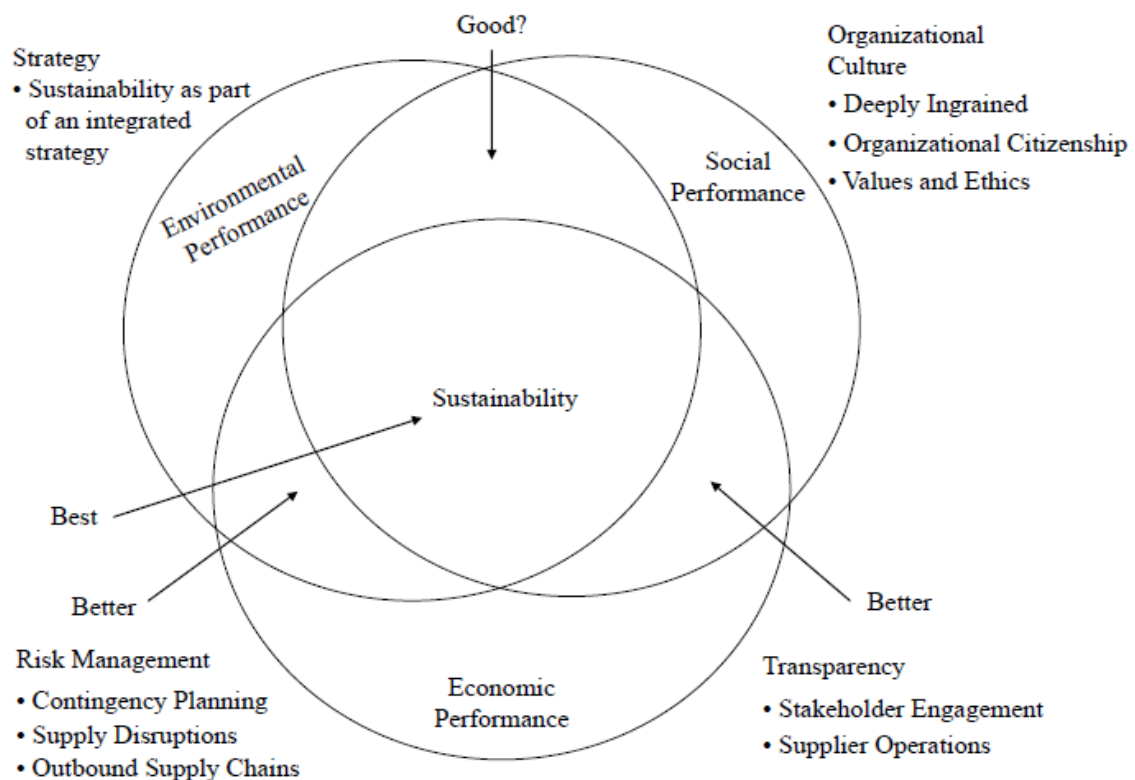 Good?
Strategy
• Sustainability as part
of an integrated
strategy
Organizational
Culture
• Deeply Ingrained
• Organizational Citizenship
• Values and Ethics
Environmental
Performance
Social
Performance
Sustainability
Best
Better
Better
Risk Management
• Contingency Planning
• Supply Disruptions
• Outbound Supply Chains
Economic
Performance
Transparency
• Stakeholder Engagement
• Supplier Operations